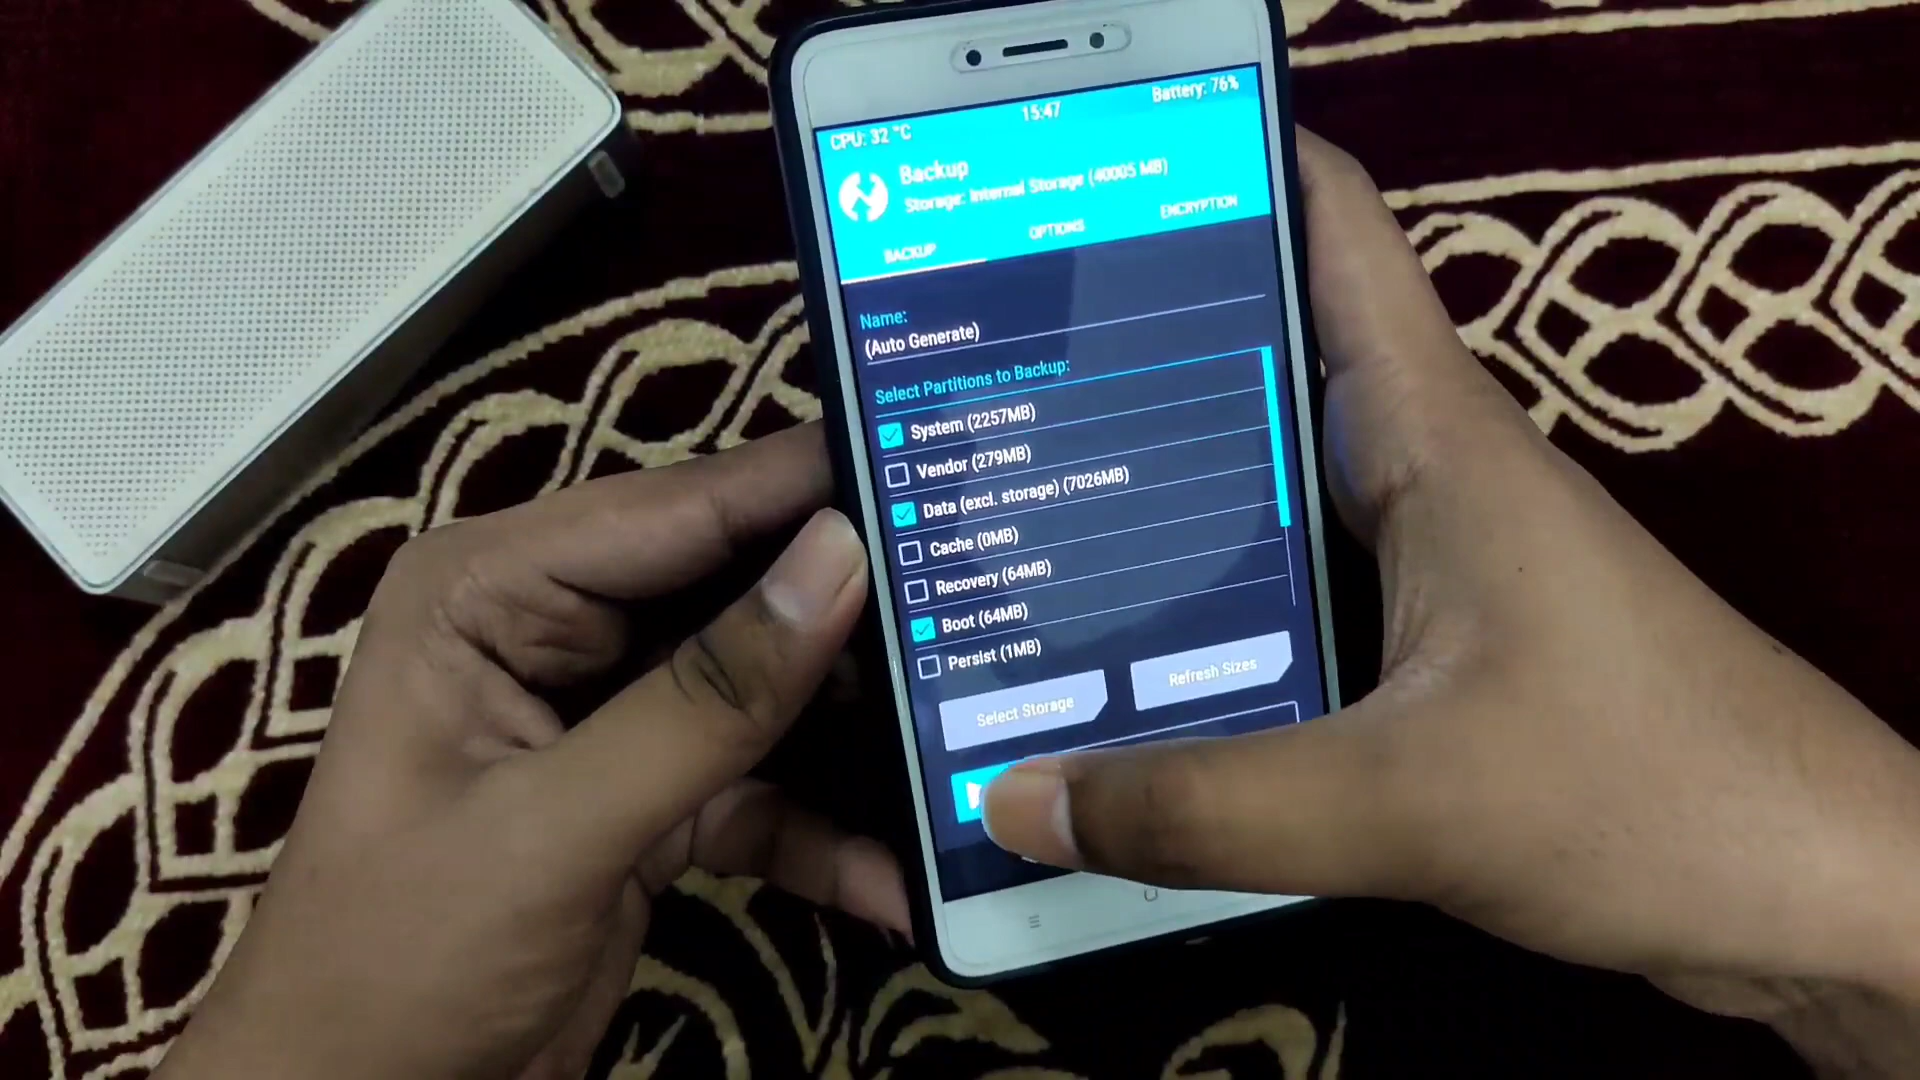 CPU: 32 °C
15:47
Battery: 76%
Backup
Storage: Internal Storage (40005 MB)
BACKUP
OPTIONS
ENCRYPTION
Name:
(Auto Generate)
Select Partitions to Backup:
System (2257MB)
Vendor (279MB)
Data (excl. storage) (7026MB)
Cache (0MB)
Recovery (64MB)
Boot (64MB)
Persist (1MB)
Select Storage
Refresh Sizes